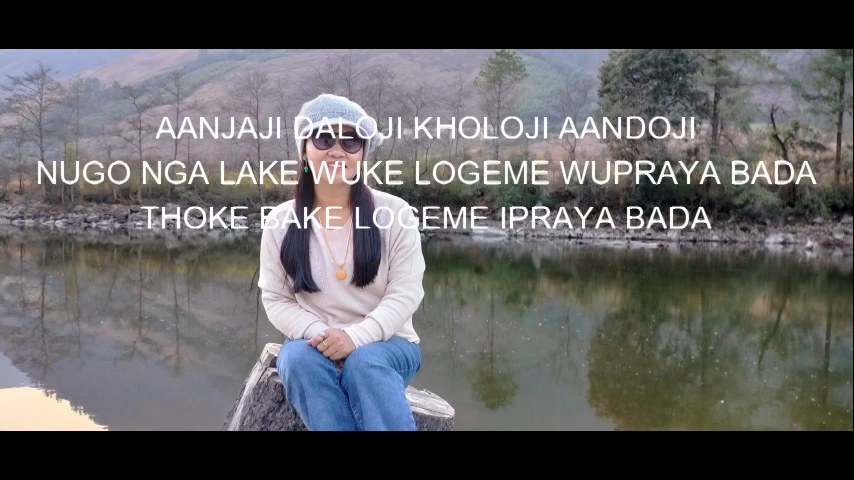 AANJAJI DALOJI KHOLOJI AANDOJI
NUGO NGA LAKE WUKE LOGEME WUPRAYA BADA
THOKE BAKE LOGEME IPRAYA BADA